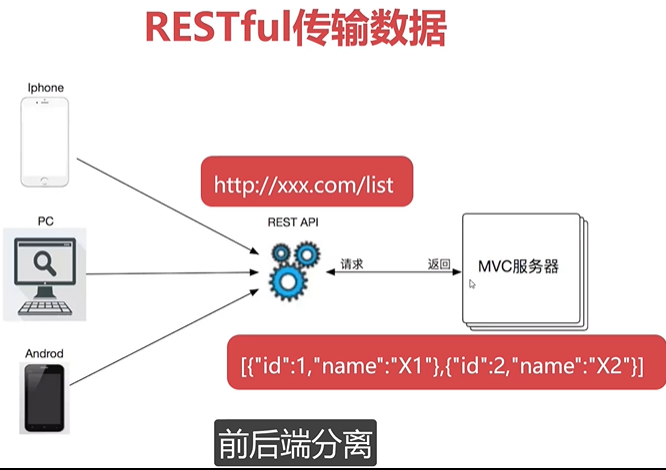 RESTful传输数据
Iphone
http://xxx.com/list
PC
REST API
请求
返回
MVC服务器
Androd
[{"id":1,"name":"X1"},{"id":2,"name":"X2"}]
前后端分离